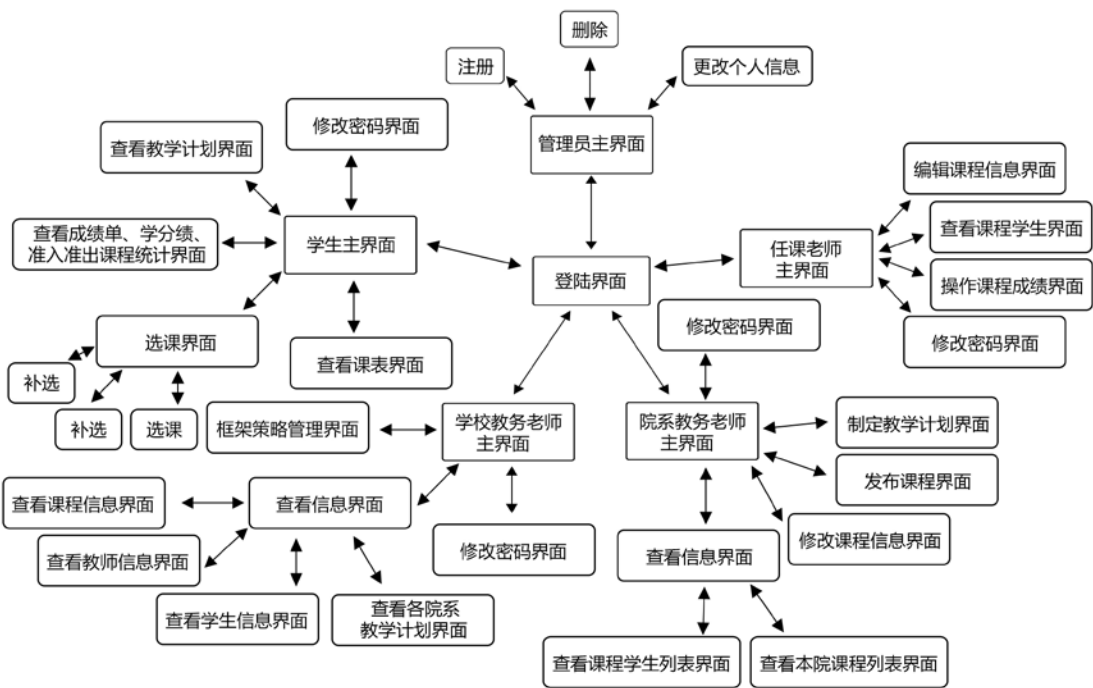 删除
注册
更改个人信息
管理员主界面
修改密码界面
查看教学计划界面
查看成绩单、学分绩、
准入准出课程统计界面
学生主界面
选课界面
补选
补选
选课
查看课表界面
登陆界面
任课老师
主界面
编辑课程信息界面
查看课程学生界面
操作课程成绩界面
修改密码界面
学校教务老师
主界面
框架策略管理界面
查看信息界面
查看课程信息界面
查看教师信息界面
查看学生信息界面
查看各院系
教学计划界面
修改密码界面
修改密码界面
院系教务老师
主界面
制定教学计划界面
发布课程界面
修改课程信息界面
查看信息界面
查看课程学生列表界面
查看本院课程列表界面